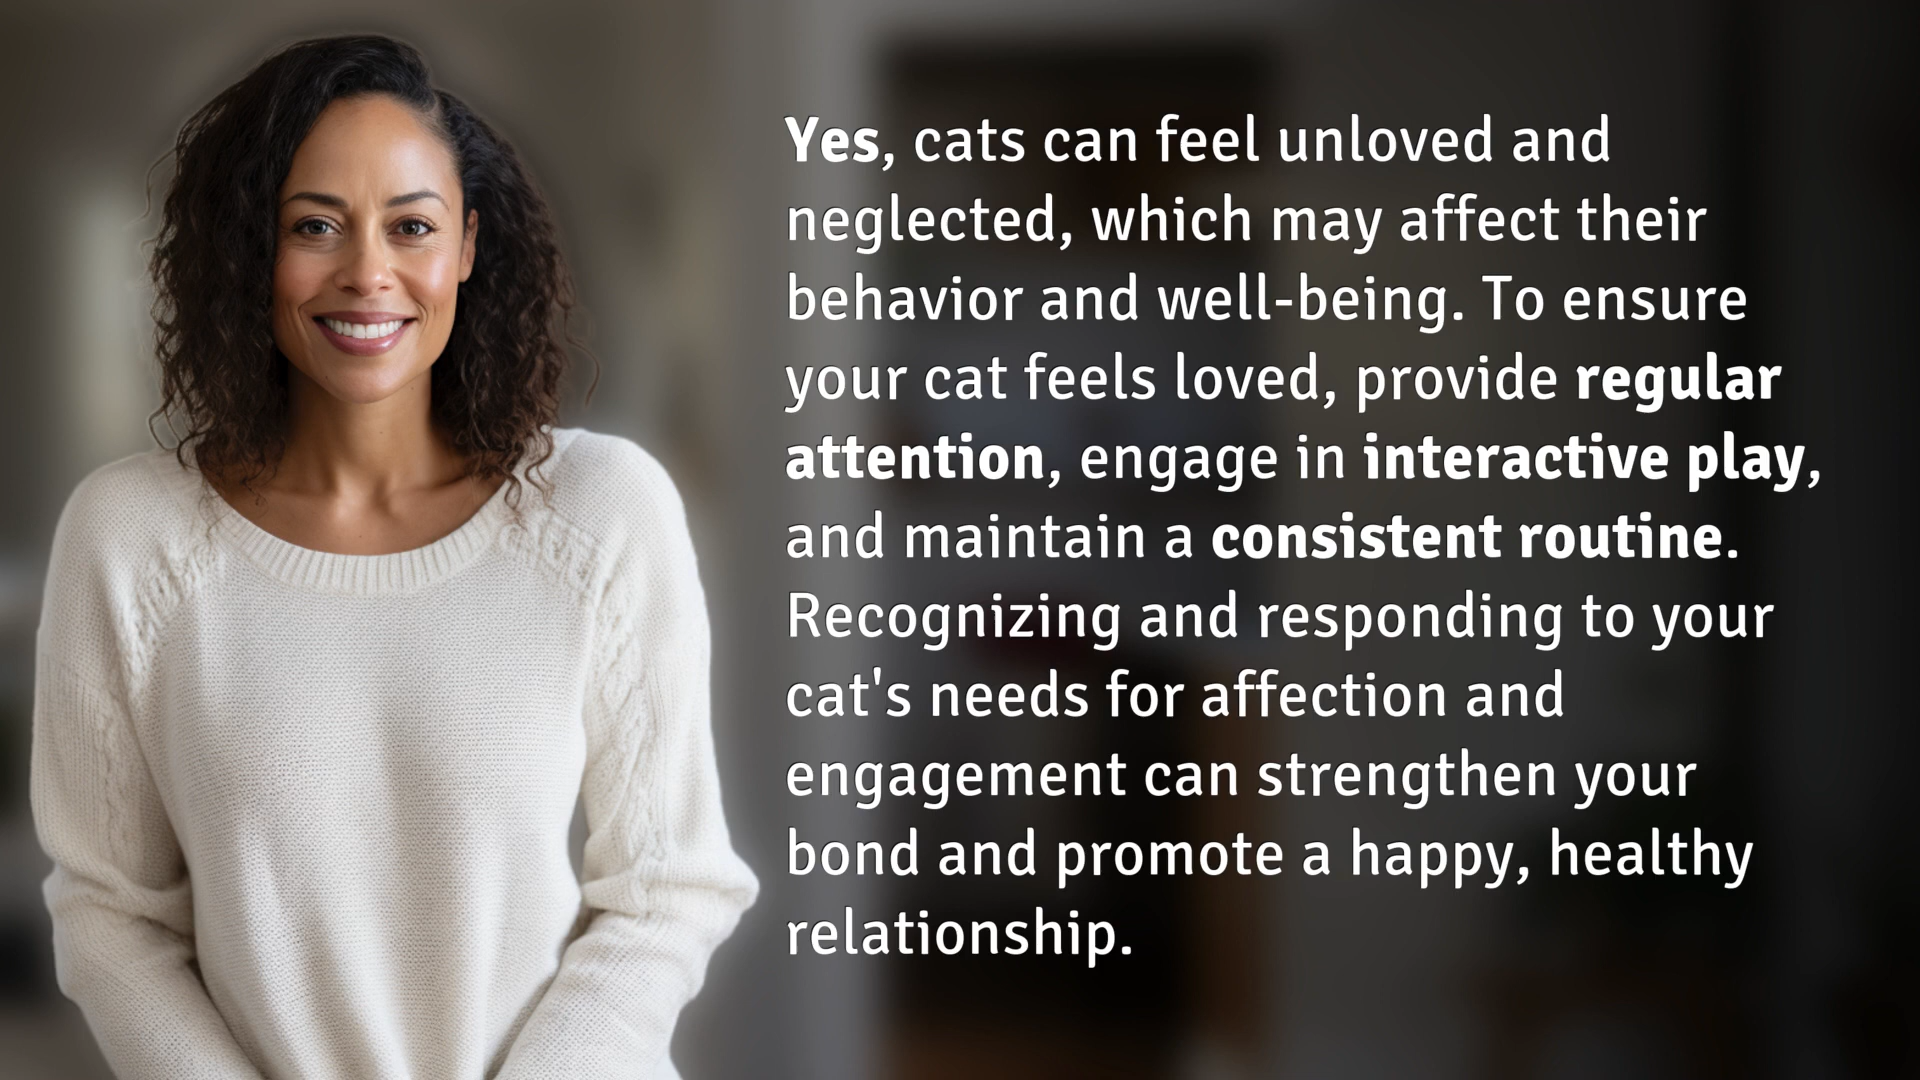 Yes, cats can feel unloved and
neglected, which may affect their
behavior and well-being. To ensure
your cat feels loved, provide regular
attention, engage in interactive play,
and maintain a consistent routine.
Recognizing and responding to your
cat's needs for affection and
engagement can strengthen your
bond and promote a happy, healthy
relationship.